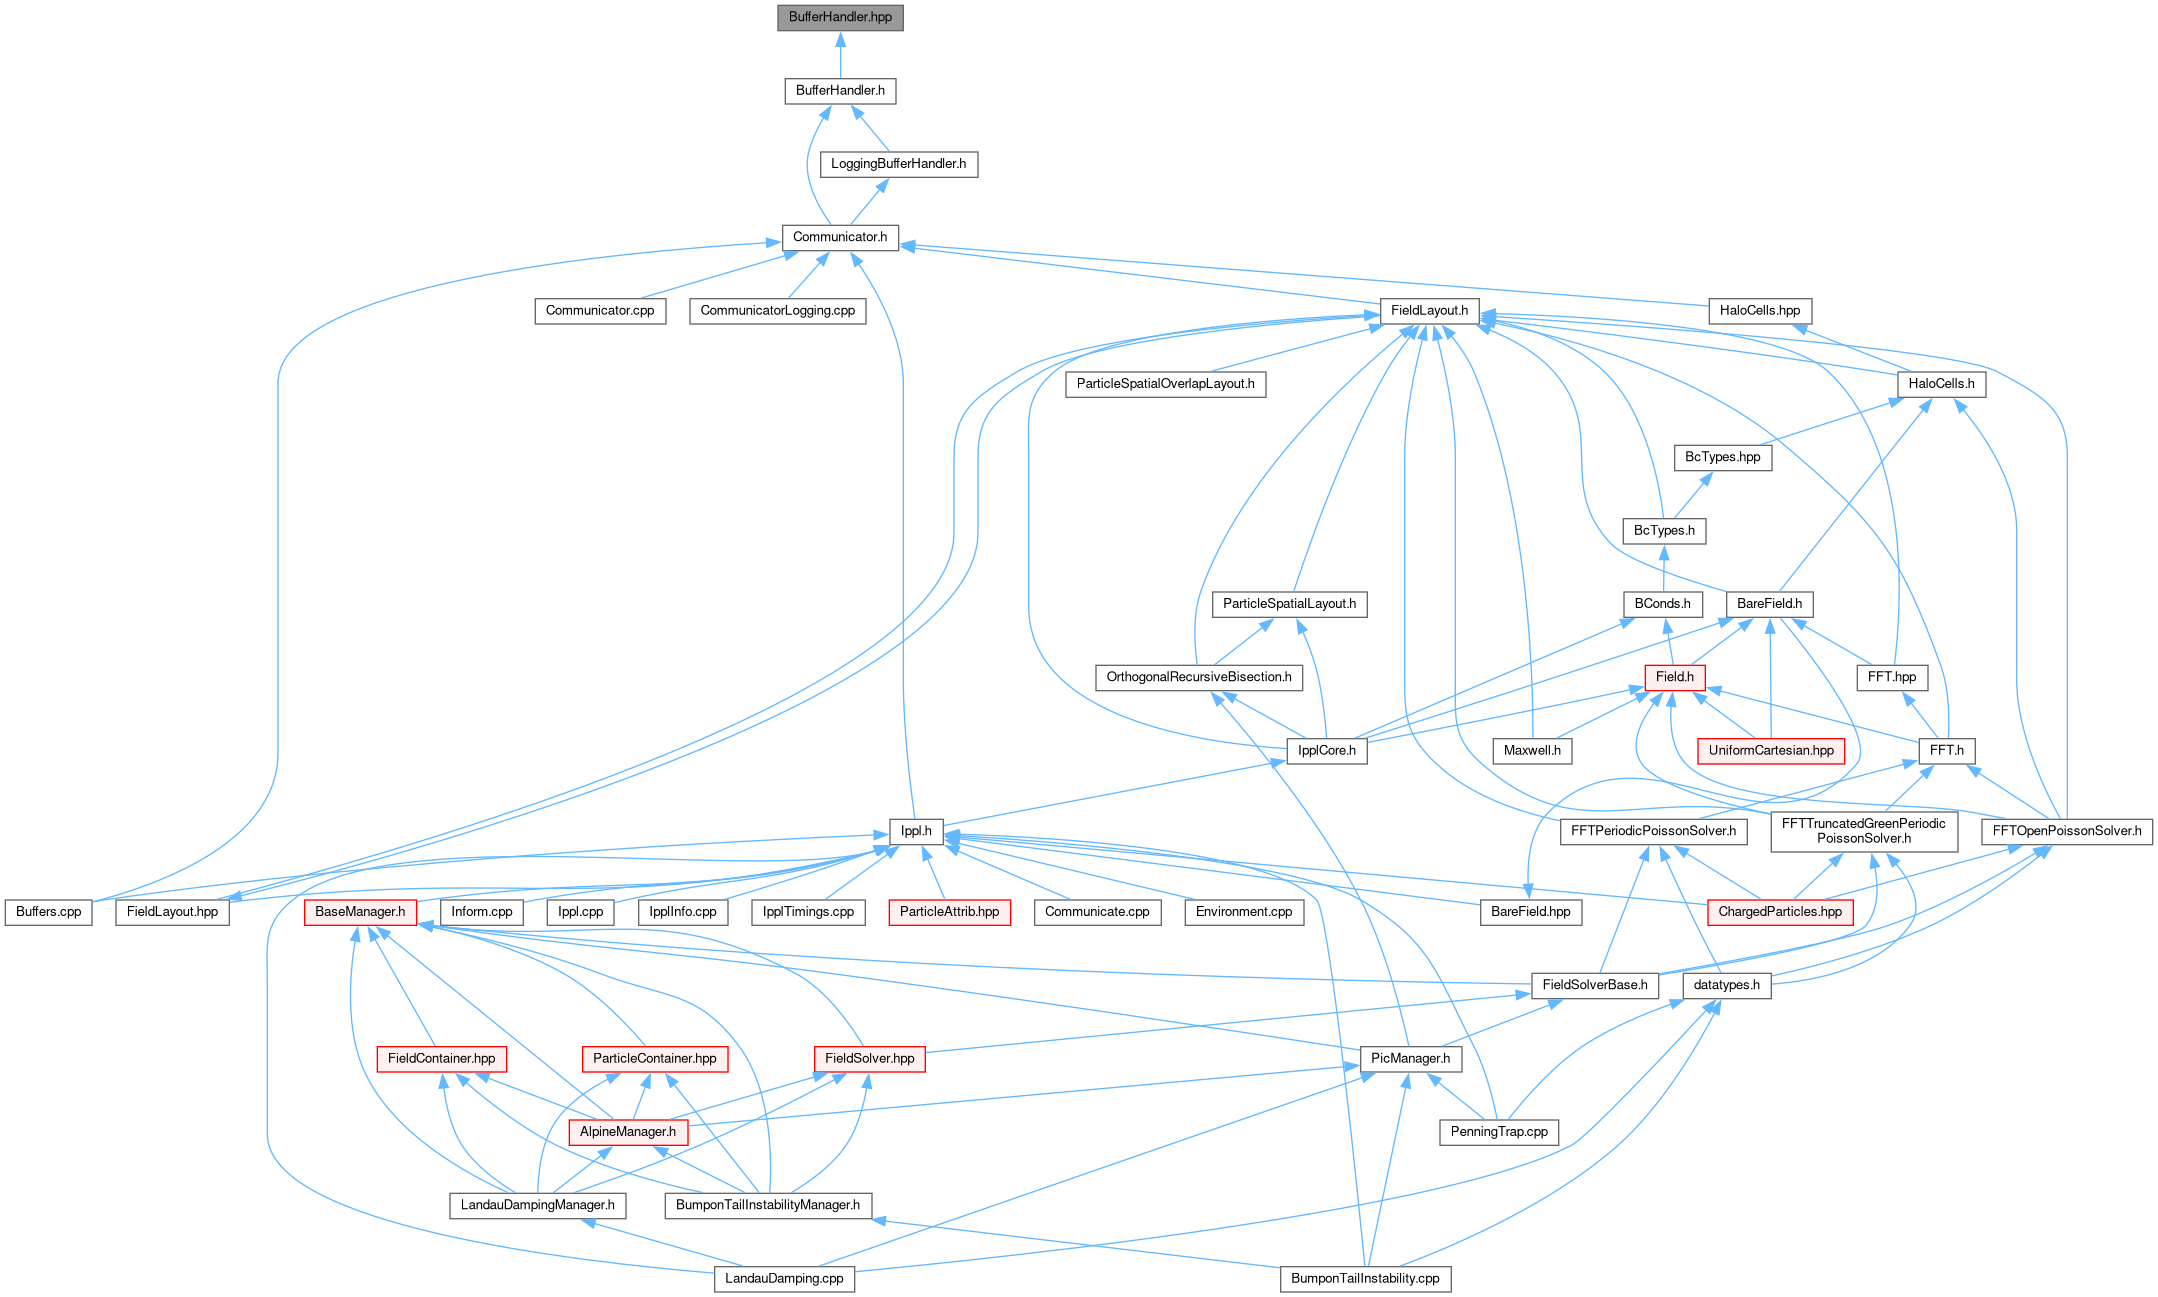 BufferHandler.hpp
BufferHandler.h
LoggingBufferHandler.h
Communicator.h
Communicator.cpp
CommunicatorLogging.cpp
FieldLayout.h
HaloCells.hpp
ParticleSpatialOverlapLayout.h
HaloCells.h
BcTypes.hpp
BcTypes.h
ParticleSpatialLayout.h
BConds.h
BareField.h
OrthogonalRecursiveBisection.h
Field.h
FFT.hpp
IpplCore.h
Maxwell.h
UniformCartesian.hpp
FFT.h
Ippl.h
FFTPeriodicPoissonSolver.h
FFTTruncatedGreenPeriodic
PoissonSolver.h
FFTOpenPoissonSolver.h
Buffers.cpp
FieldLayout.hpp
BaseManager.h
Inform.cpp
Ippl.cpp
IpplInfo.cpp
IpplTimings.cpp
ParticleAttrib.hpp
Communicate.cpp
Environment.cpp
BareField.hpp
ChargedParticles.hpp
FieldSolverBase.h
datatypes.h
FieldContainer.hpp
ParticleContainer.hpp
FieldSolver.hpp
PicManager.h
AlpineManager.h
PenningTrap.cpp
LandauDampingManager.h
BumponTailInstabilityManager.h
LandauDamping.cpp
BumponTailInstability.cpp